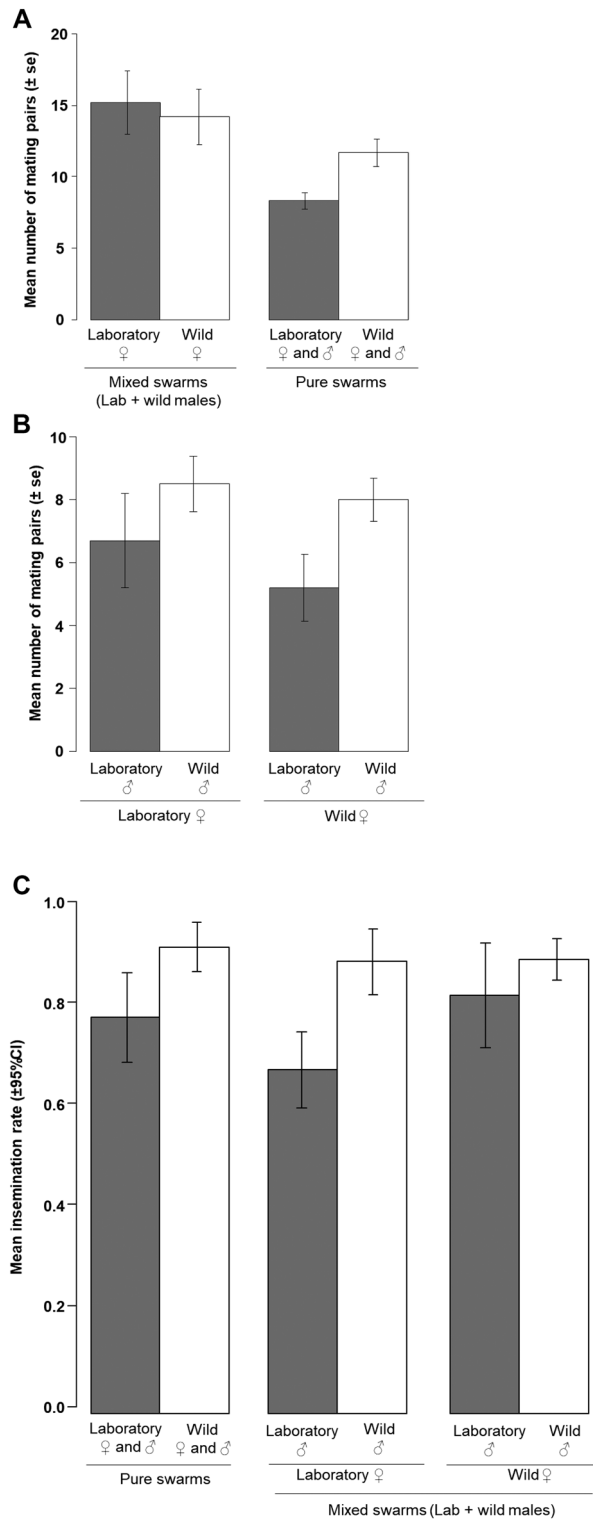 A
Mean number of mating pairs (± se)
20
15
10
5
0
Laboratory Wild Laboratory Wild
♀ ♀ ♀ and ♂ ♀ and ♂
Mixed swarms Pure swarms
(Lab + wild males)
B
Mean number of mating pairs (± se)
10
8
6
4
2
0
Laboratory Wild Laboratory Wild
♂ ♂ ♂ ♂
Laboratory ♀ Wild ♀
C
Mean insemination rate (±95%CI)
1.0
0.8
0.6
0.4
0.2
0.0
Laboratory Wild Laboratory Wild Laboratory Wild
♀ and ♂ ♀ and ♂ ♂ ♂ ♂ ♂
Pure swarms Laboratory ♀ Wild ♀
Mixed swarms (Lab + wild males)